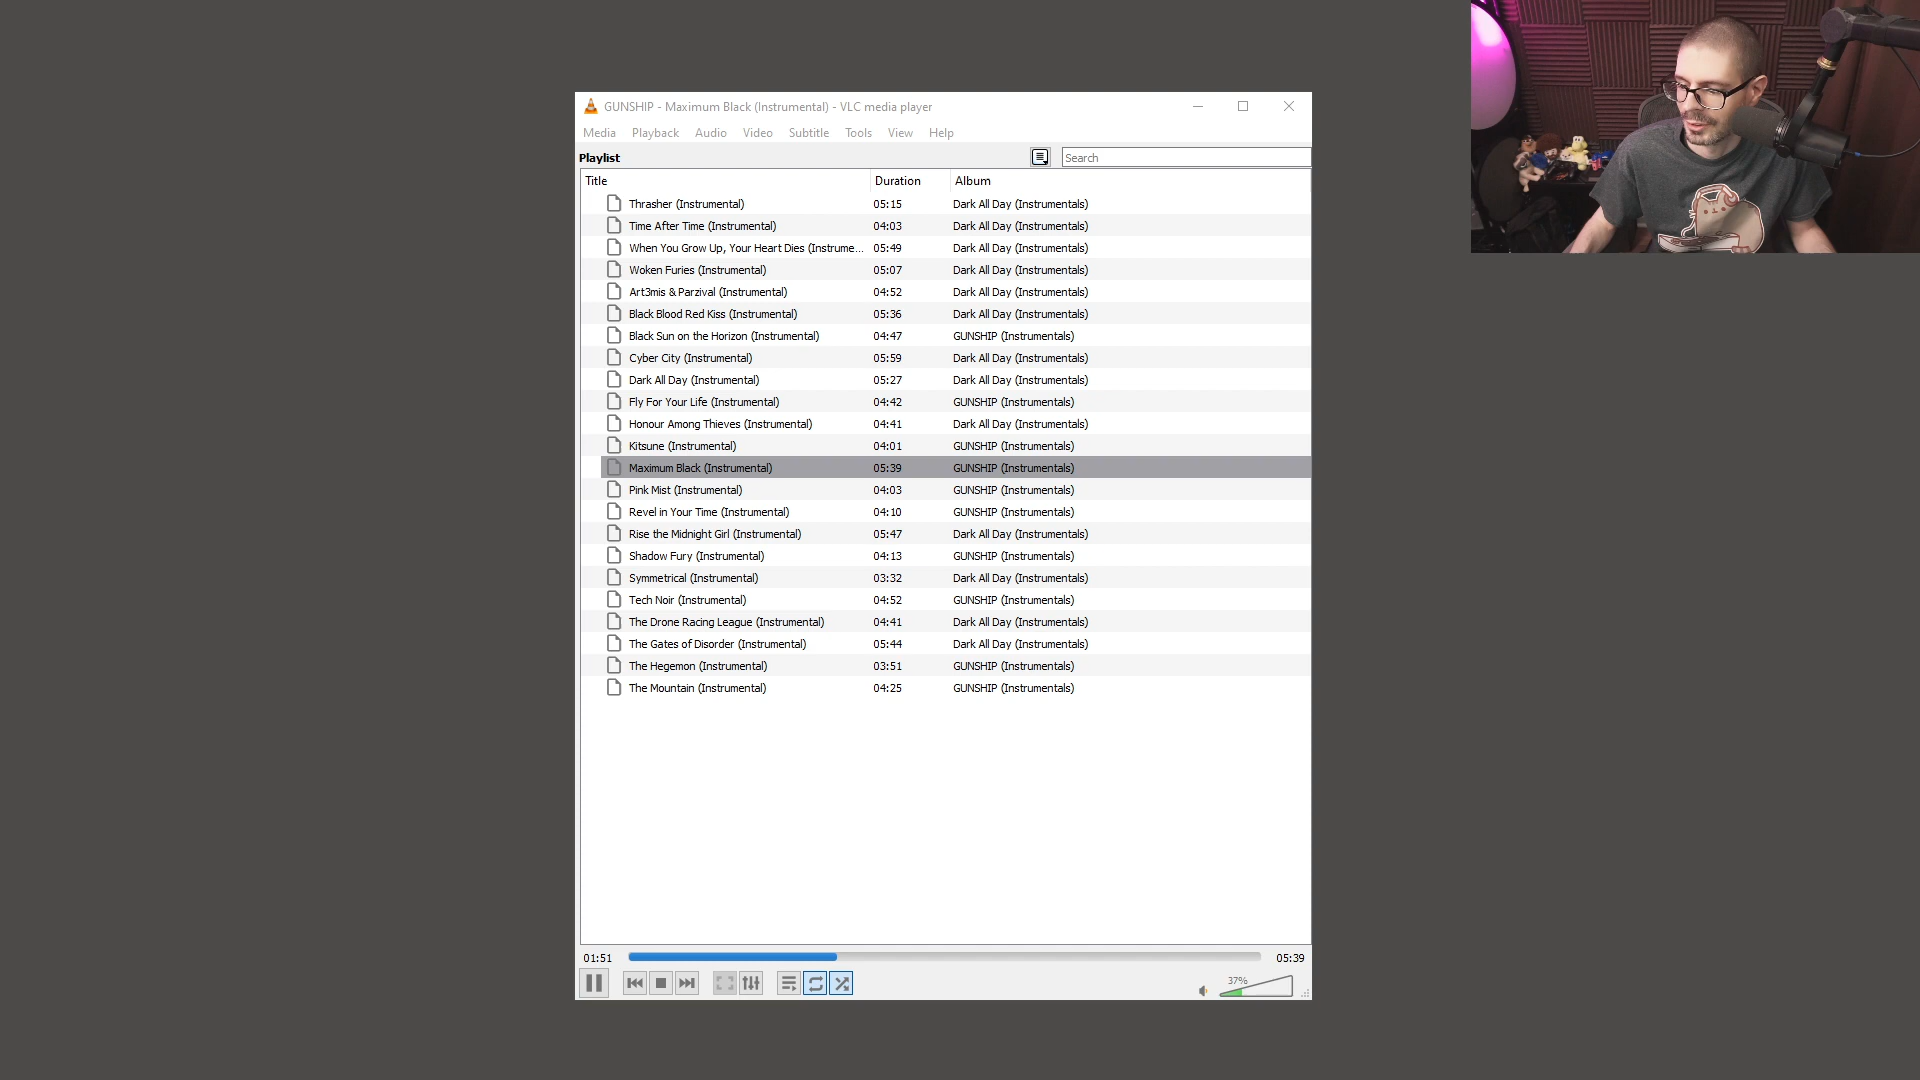 GUNSHIP - Maximum Black (Instrumental) - VLC media player
Media Playback Audio Video Subtitle Tools View Help
Playlist Search
Title Duration Album
Thrasher (Instrumental) 05:15 Dark All Day (Instrumentals)
Time After Time (Instrumental) 04:03 Dark All Day (Instrumentals)
When You Grow Up, Your Heart Dies (Instrume... 05:49 Dark All Day (Instrumentals)
Woken Furies (Instrumental) 05:07 Dark All Day (Instrumentals)
Art3mis & Parzival (Instrumental) 04:52 Dark All Day (Instrumentals)
Black Blood Red Kiss (Instrumental) 05:36 Dark All Day (Instrumentals)
Black Sun on the Horizon (Instrumental) 04:47 GUNSHIP (Instrumentals)
Cyber City (Instrumental) 05:59 Dark All Day (Instrumentals)
Dark All Day (Instrumental) 05:27 Dark All Day (Instrumentals)
Fly For Your Life (Instrumental) 04:42 GUNSHIP (Instrumentals)
Honour Among Thieves (Instrumental) 04:41 Dark All Day (Instrumentals)
Kitsune (Instrumental) 04:01 GUNSHIP (Instrumentals)
Maximum Black (Instrumental) 05:39 GUNSHIP (Instrumentals)
Pink Mist (Instrumental) 04:03 GUNSHIP (Instrumentals)
Revel in Your Time (Instrumental) 04:10 GUNSHIP (Instrumentals)
Rise the Midnight Girl (Instrumental) 05:47 Dark All Day (Instrumentals)
Shadow Fury (Instrumental) 04:13 GUNSHIP (Instrumentals)
Symmetrical (Instrumental) 03:32 Dark All Day (Instrumentals)
Tech Noir (Instrumental) 04:52 GUNSHIP (Instrumentals)
The Drone Racing League (Instrumental) 04:41 Dark All Day (Instrumentals)
The Gates of Disorder (Instrumental) 05:44 Dark All Day (Instrumentals)
The Hegemon (Instrumental) 03:51 GUNSHIP (Instrumentals)
The Mountain (Instrumental) 04:25 GUNSHIP (Instrumentals)
01:51 05:39
37%